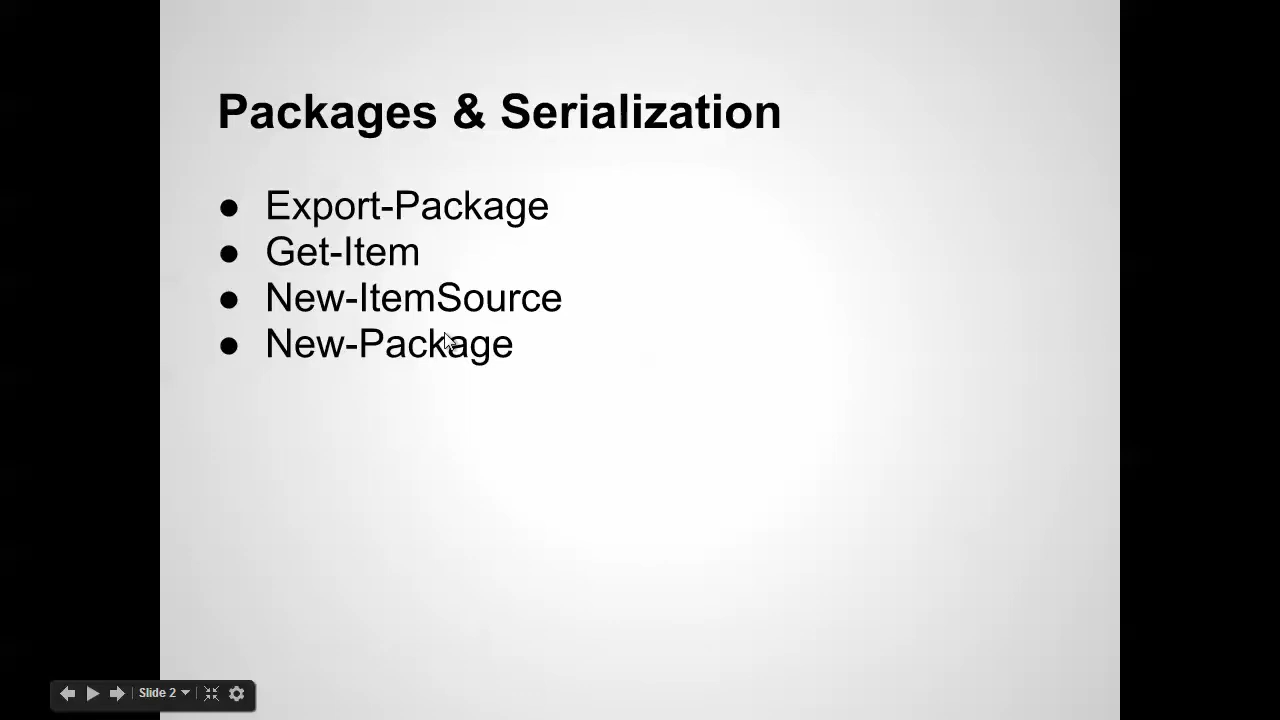 Packages & Serialization
● Export-Package
● Get-Item
● New-ItemSource
● New-Package
Slide 2